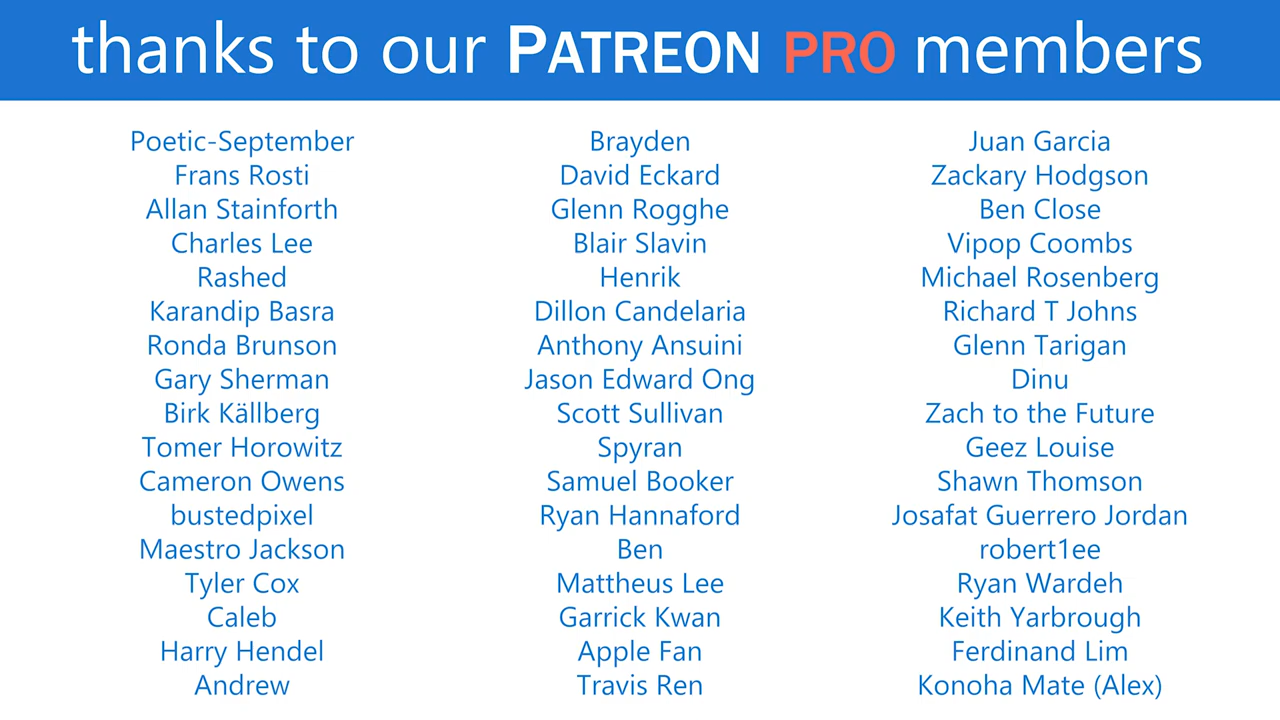 thanks to our PATREON PRO members
Poetic-September
Frans Rosti
Allan Stainforth
Charles Lee
Rashed
Karandip Basra
Ronda Brunson
Gary Sherman
Birk Källberg
Tomer Horowitz
Cameron Owens
bustedpixel
Maestro Jackson
Tyler Cox
Caleb
Harry Hendel
Andrew
Brayden
David Eckard
Glenn Rogghe
Blair Slavin
Henrik
Dillon Candelaria
Anthony Ansuini
Jason Edward Ong
Scott Sullivan
Spyran
Samuel Booker
Ryan Hannaford
Ben
Mattheus Lee
Garrick Kwan
Apple Fan
Travis Ren
Juan Garcia
Zackary Hodgson
Ben Close
Vipop Coombs
Michael Rosenberg
Richard T Johns
Glenn Tarigan
Dinu
Zach to the Future
Geez Louise
Shawn Thomson
Josafat Guerrero Jordan
robert1ee
Ryan Wardeh
Keith Yarbrough
Ferdinand Lim
Konoha Mate (Alex)